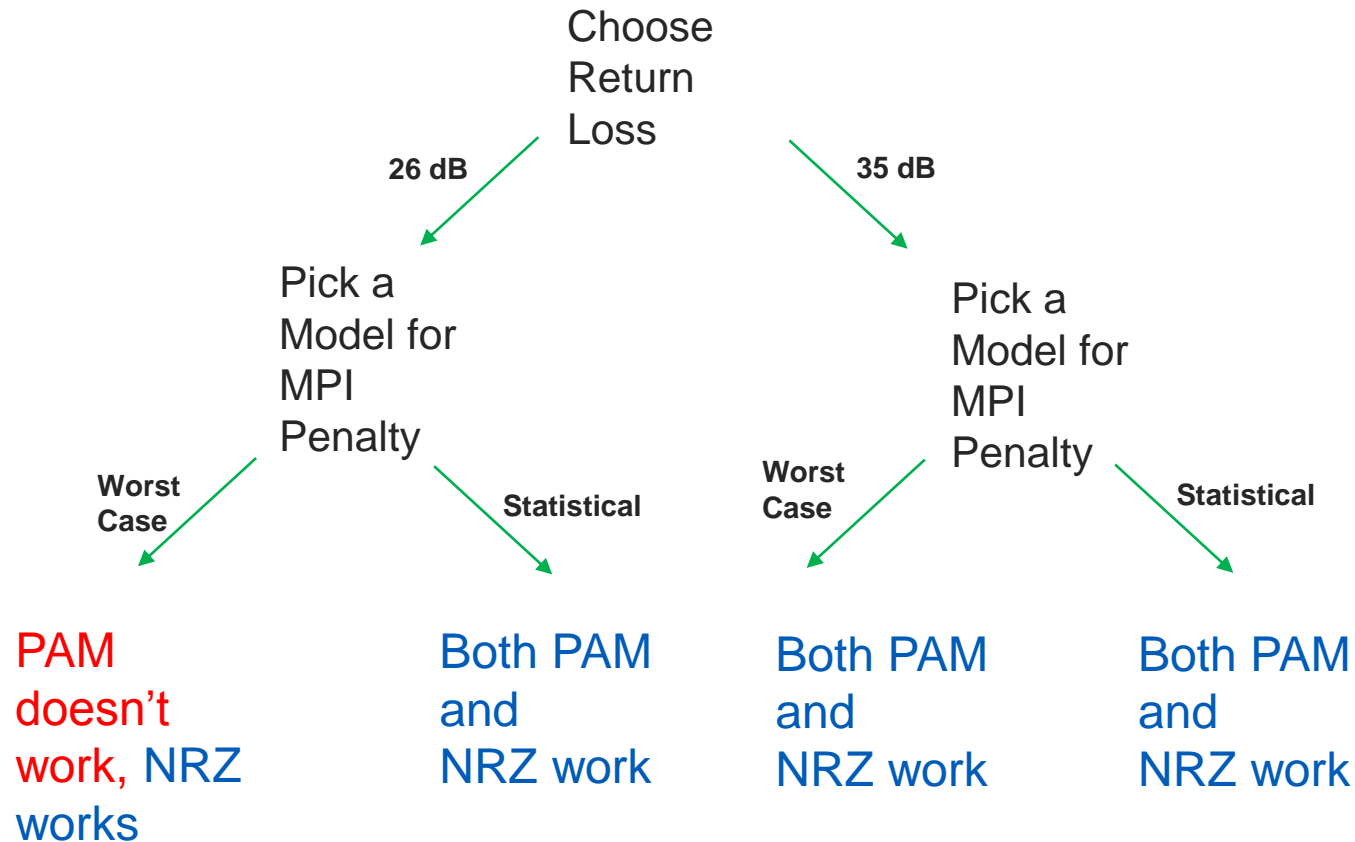 Choose
Return
Loss
26 dB
35 dB
Pick a
Model for
MPI
Penalty
Pick a
Model for
MPI
Penalty
Worst
Case
Statistical
Worst
Case
Statistical
PAM
doesn’t
work, NRZ
works
Both PAM
and
NRZ work
Both PAM
and
NRZ work
Both PAM
and
NRZ work